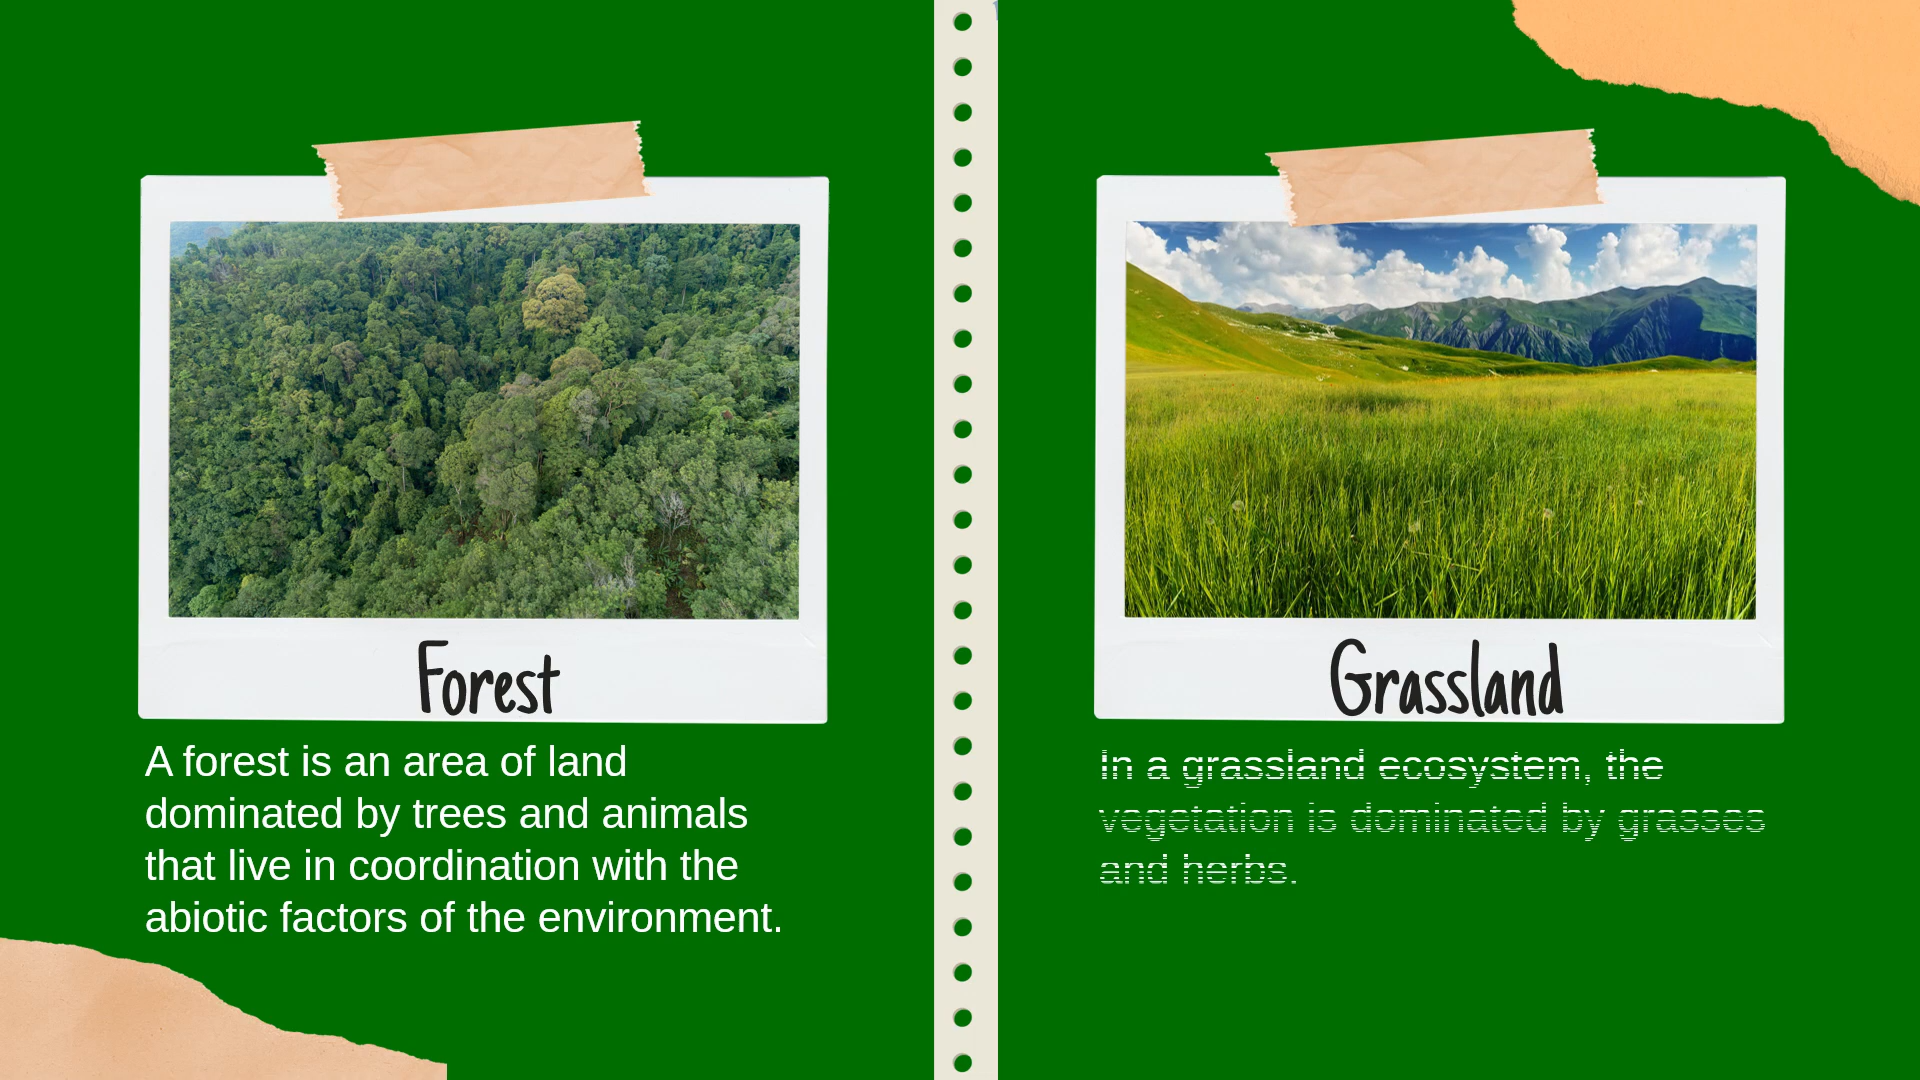 Forest
A forest is an area of land
dominated by trees and animals
that live in coordination with the
abiotic factors of the environment.
Grassland
In a grassland ecosystem, the
vegetation is dominated by grasses
and herbs.